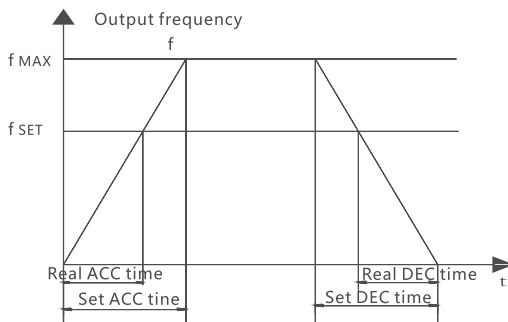 Output frequency
f
f MAX
f SET
Real ACC time
Real DEC time
t
Set ACC tine
Set DEC time